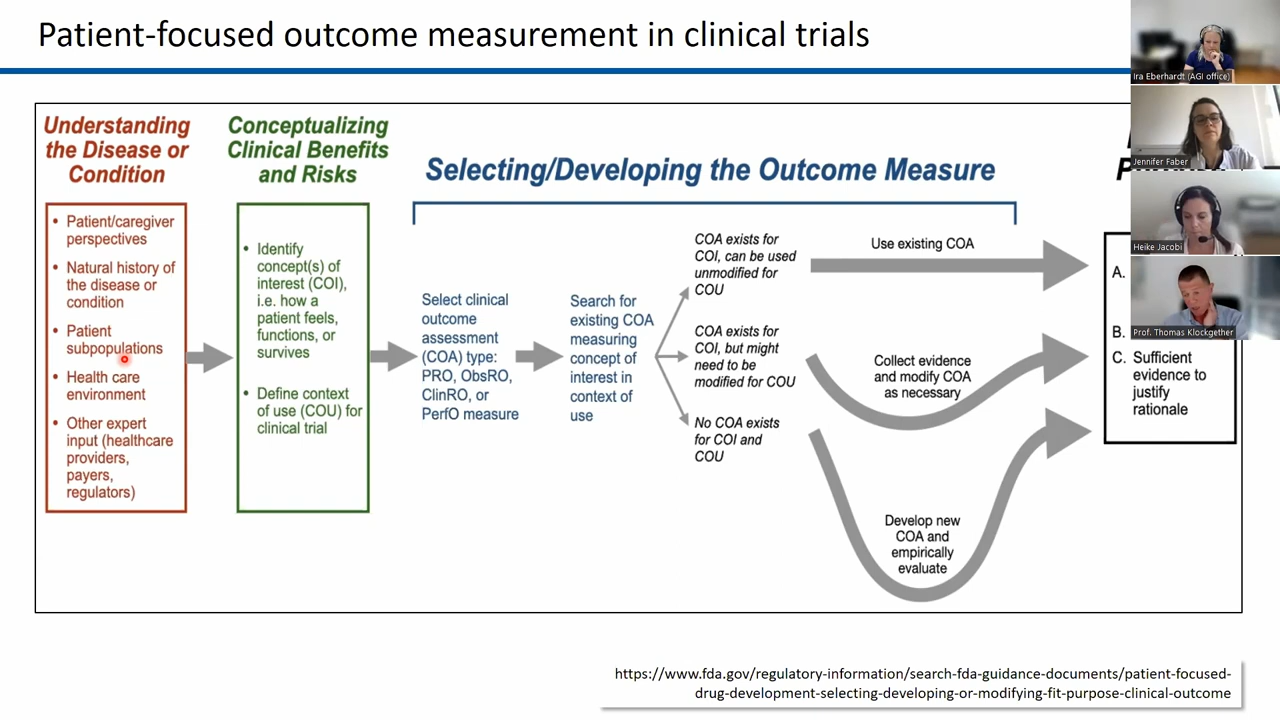 Patient-focused outcome measurement in clinical trials
Understanding
the Disease or
Condition
• Patient/caregiver
perspectives
• Natural history of
the disease or
condition
• Patient
subpopulations
• Health care
environment
• Other expert
input (healthcare
providers,
payers,
regulators)
Conceptualizing
Clinical Benefits
and Risks
• Identify
concept(s) of
interest (COI),
i.e. how a
patient feels,
functions, or
survives
• Define context
of use (COU) for
clinical trial
Selecting/Developing the Outcome Measure
Select clinical
outcome
assessment
(COA) type:
PRO, ObsRO,
ClinRO, or
PerfO measure
Search for
existing COA
measuring
concept of
interest in
context of
use
COA exists for
COI, can be used
unmodified for
COU
COA exists for
COI, but might
need to be
modified for COU
No COA exists
for COI and
COU
Use existing COA
Collect evidence
and modify COA
as necessary
Develop new
COA and
empirically
evaluate
A.
B.
C. Sufficient
evidence to
justify
rationale
Ira Eberhardt (AGI office)
Jennifer Faber
Heike Jacobi
Prof. Thomas Klockgether
https://www.fda.gov/regulatory-information/search-fda-guidance-documents/patient-focused-
drug-development-selecting-developing-or-modifying-fit-purpose-clinical-outcome